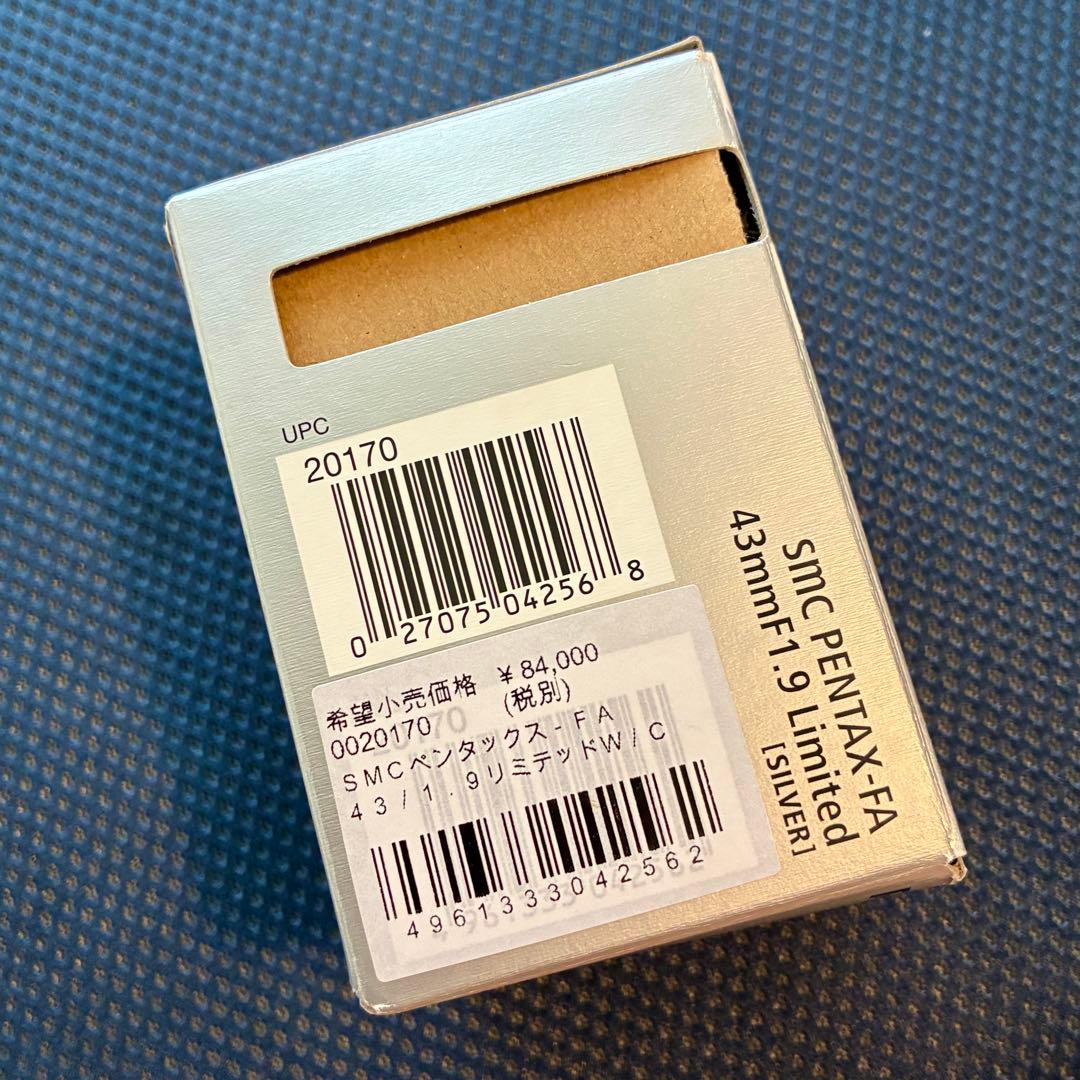 UPC
20170
0 27075 04256 8
希望小売価格 ¥84,000
0020170 (税別)
SMCペンタックス-FA
43/1.9リミテッドW/C
4961333042562
smc PENTAX-FA
43mmF1.9 Limited
[SILVER]